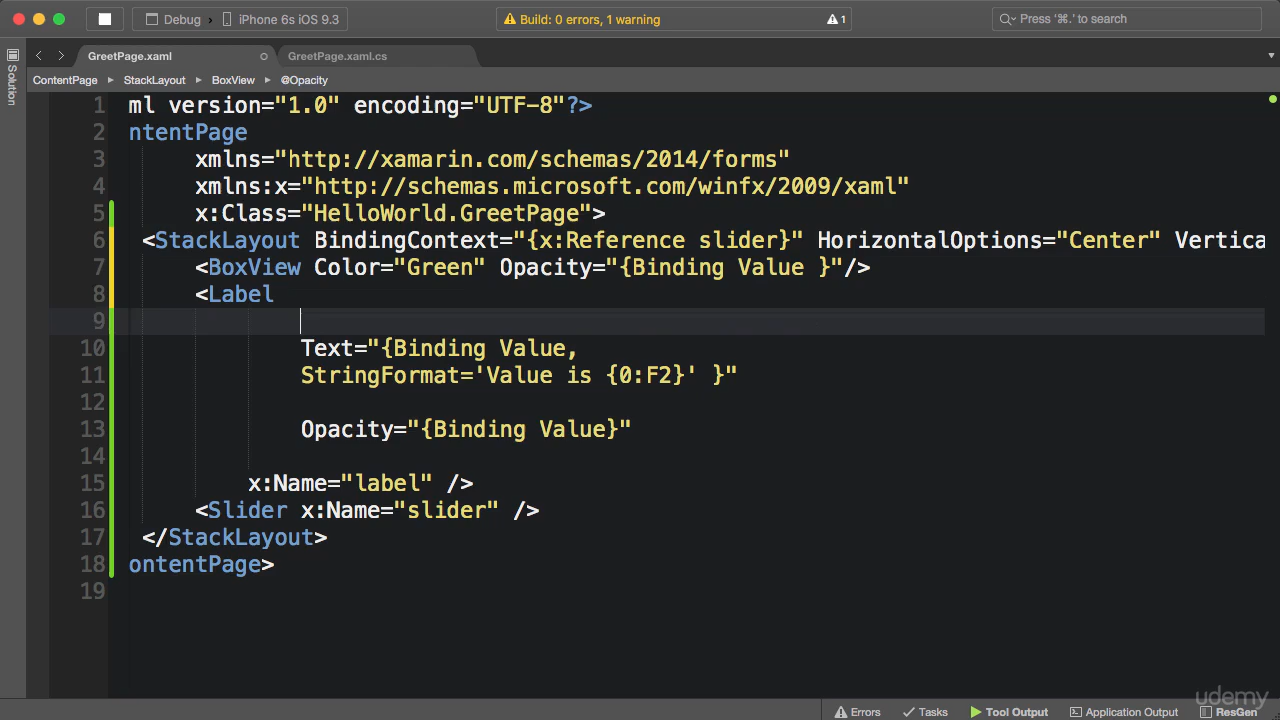 Debug
iPhone 6s iOS 9.3
Build: 0 errors, 1 warning
1
Press '⌘.' to search
Solution
GreetPage.xaml
GreetPage.xaml.cs
ContentPage
StackLayout
BoxView
@Opacity
1 ml version="1.0" encoding="UTF-8"?>
2 ntentPage
3 xmlns="http://xamarin.com/schemas/2014/forms"
4 xmlns:x="http://schemas.microsoft.com/winfx/2009/xaml"
5 x:Class="HelloWorld.GreetPage">
6 <StackLayout BindingContext="{x:Reference slider}" HorizontalOptions="Center" Vertica
7 <BoxView Color="Green" Opacity="{Binding Value }"/>
8 <Label
9
10 Text="{Binding Value,
11 StringFormat='Value is {0:F2}' }"
12
13 Opacity="{Binding Value}"
14
15 x:Name="label" />
16 <Slider x:Name="slider" />
17 </StackLayout>
18 ontentPage>
19
Errors
Tasks
Tool Output
Application Output
ResGen
udemy